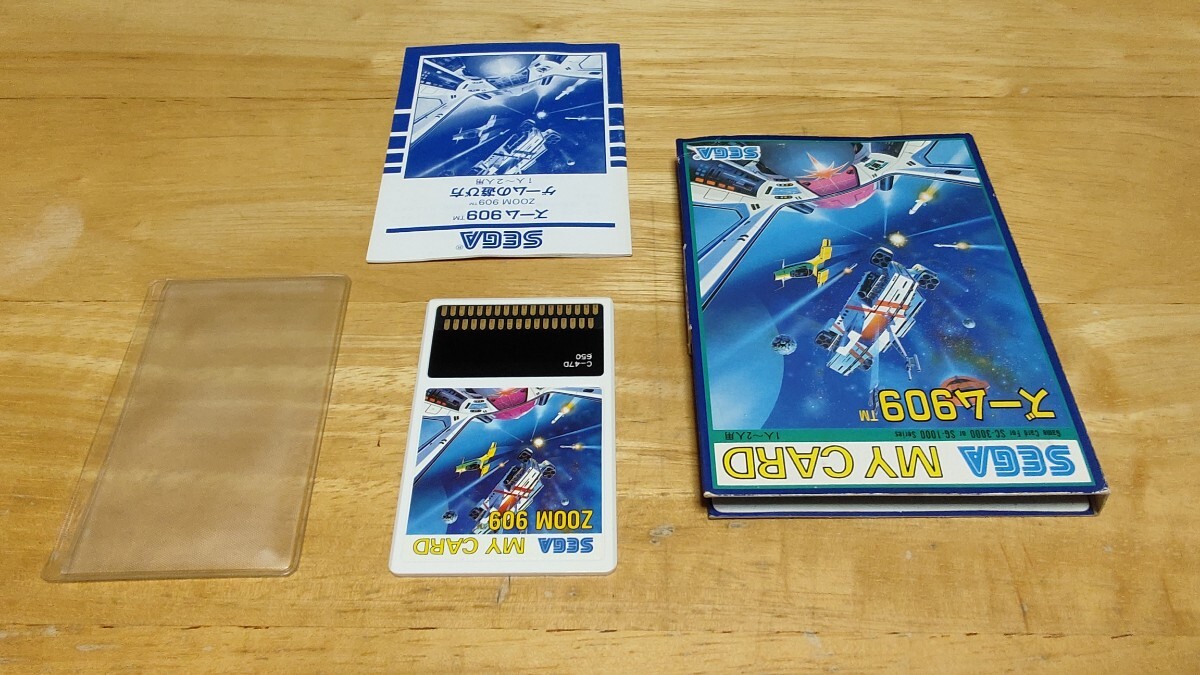 SEGA®
ズーム909™
ZOOM 909™
ゲームの遊び方
1人〜2人用
SEGA MY CARD
Game Card For SC-3000 or SG-1000 Series
1人〜2人用
ズーム909™
SEGA
SEGA MY CARD
ZOOM 909
C-47D
650